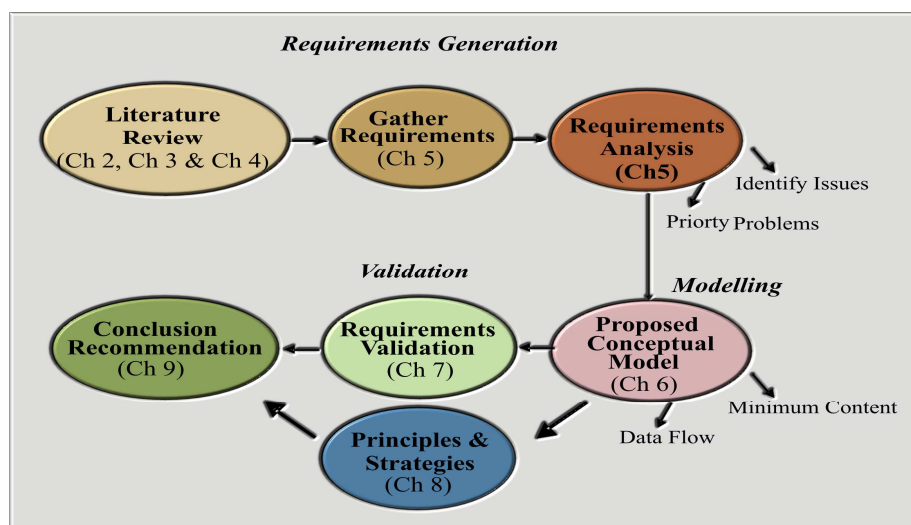 Requirements Generation
Literature
Review
(Ch 2, Ch 3 & Ch 4)
Gather
Requirements
(Ch 5)
Requirements
Analysis
(Ch5)
Identify Issues
Priorty Problems
Validation
Modelling
Conclusion
Recommendation
(Ch 9)
Requirements
Validation
(Ch 7)
Proposed
Conceptual
Model
(Ch 6)
Minimum Content
Data Flow
Principles &
Strategies
(Ch 8)